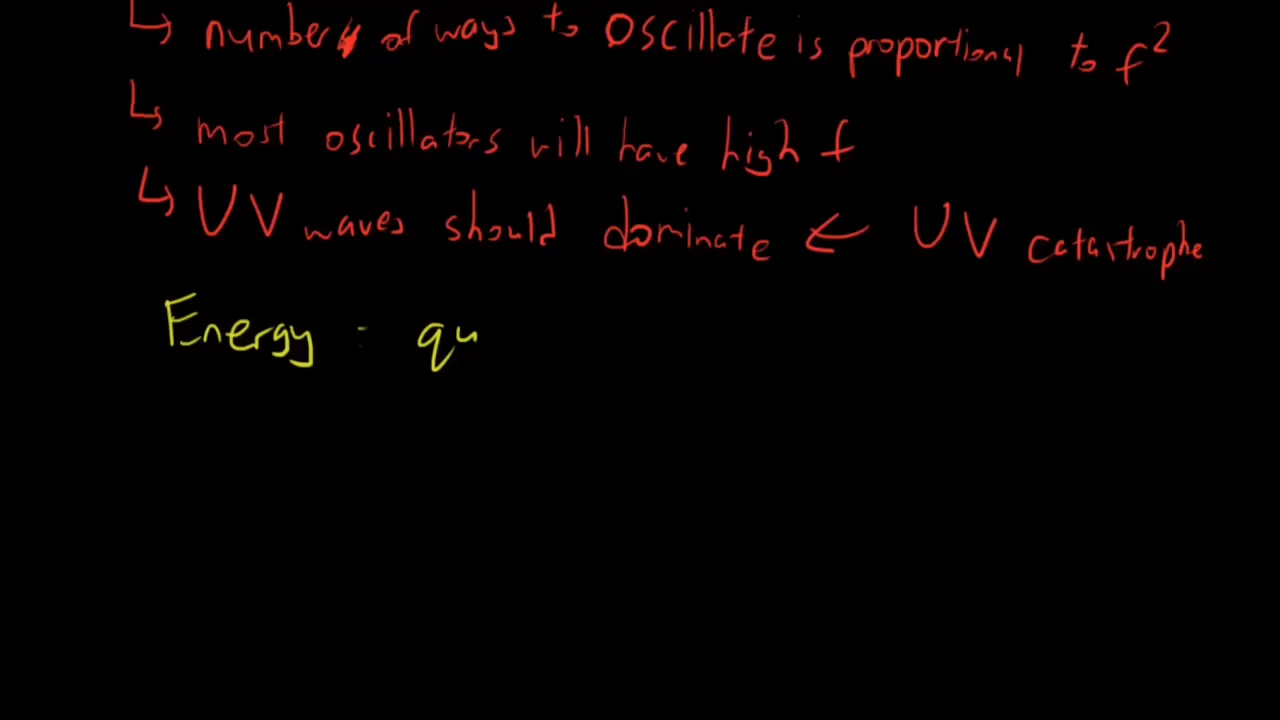 ↳ number of ways to oscillate is proportional to f²
↳ most oscillators will have high f
↳ UV waves should dominate ← UV catastrophe
Energy : qu